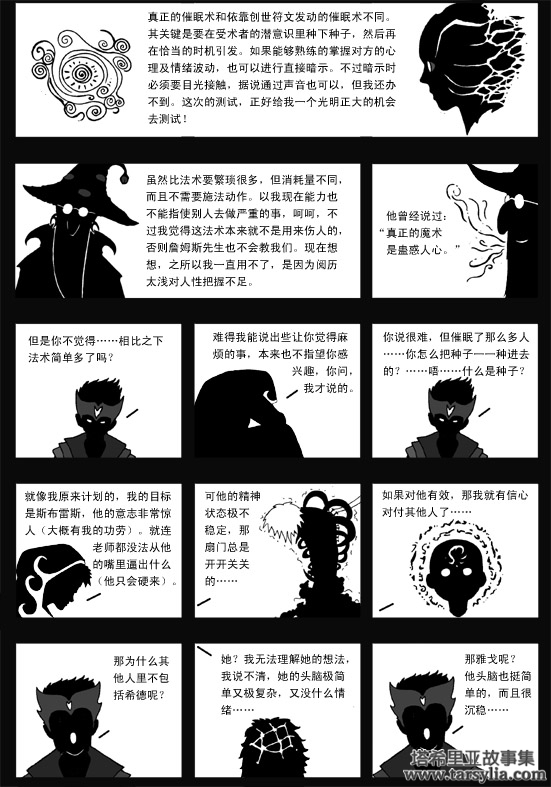 真正的催眠术和依靠创世符文发动的催眠术不同。
其关键是要在受术者的潜意识里种下种子，然后再
在恰当的时机引发。如果能够熟练的掌握对方的心
理及情绪波动，也可以进行直接暗示。不过暗示时
必须要目光接触，据说通过声音也可以，但我还办
不到。这次的测试，正好给我一个光明正大的机会
去测试！
虽然比法术要繁琐很多，但消耗量不同，
而且不需要施法动作。以我现在能力也
不能指使别人去做严重的事，呵呵，不
过我觉得这法术本来就不是用来伤人的，
否则詹姆斯先生也不会教我们。现在想
想，之所以我一直用不了，是因为阅历
太浅对人性把握不足。
他曾经说过：
“真正的魔术
是蛊惑人心。”
但是你不觉得……相比之下
法术简单多了吗？
难得我能说出些让你觉得麻
烦的事，本来也不指望你感
兴趣，你问，
我才说的。
你说很难，但催眠了那么多人
……你怎么把种子一一种进去
的？……唔……什么是种子？
就像我原来计划的，我的目标
是斯布雷斯，他的意志非常惊
人（大概有我的功劳）。就连
老师都没法从他
的嘴里逼出什么
（他只会硬来）。
可他的精神
状态极不
稳定，那
扇门总是
开开关关
的……
如果对他有效，那我就有信心
对付其他人了……
那为什么其
他人里不包
括希德呢？
她？我无法理解她的想法，
我说不清，她的头脑极简
单又极复杂，又没什么情
绪……
那雅戈呢？
他头脑也挺简
单的，而且很
沉稳……
塔希里亚故事集
www.tarsylia.com